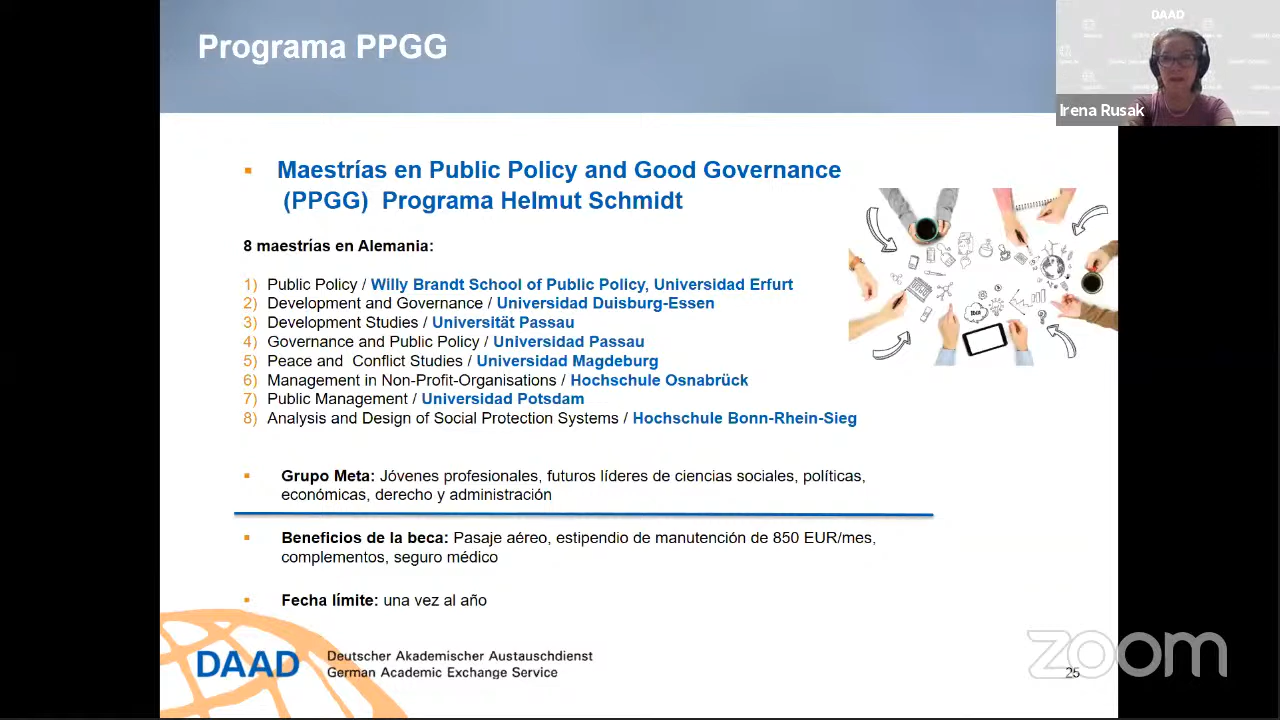 Programa PPGG
DAAD
Irena Rusak
Maestrías en Public Policy and Good Governance
(PPGG) Programa Helmut Schmidt
8 maestrías en Alemania:
1) Public Policy / Willy Brandt School of Public Policy, Universidad Erfurt
2) Development and Governance / Universidad Duisburg-Essen
3) Development Studies / Universität Passau
4) Governance and Public Policy / Universidad Passau
5) Peace and Conflict Studies / Universidad Magdeburg
6) Management in Non-Profit-Organisations / Hochschule Osnabrück
7) Public Management / Universidad Potsdam
8) Analysis and Design of Social Protection Systems / Hochschule Bonn-Rhein-Sieg
Grupo Meta: Jóvenes profesionales, futuros líderes de ciencias sociales, políticas,
económicas, derecho y administración
Beneficios de la beca: Pasaje aéreo, estipendio de manutención de 850 EUR/mes,
complementos, seguro médico
Fecha límite: una vez al año
DAAD
Deutscher Akademischer Austauschdienst
German Academic Exchange Service
zoom
25